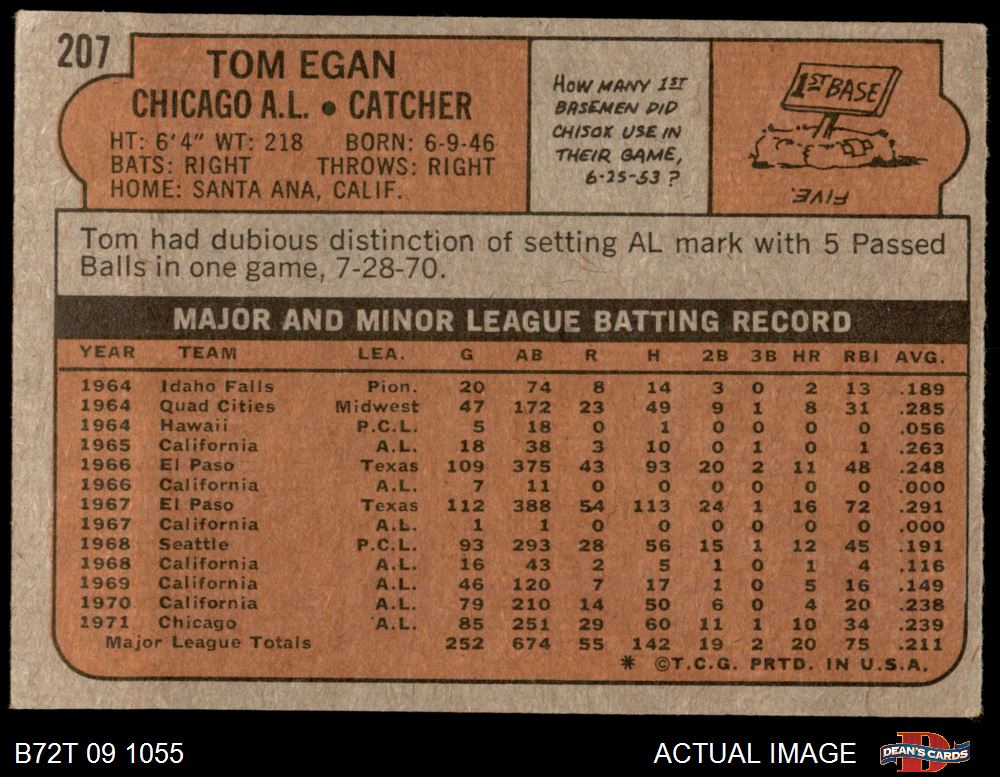 207
TOM EGAN
CHICAGO A.L. • CATCHER
HT: 6'4" WT: 218 BORN: 6-9-46
BATS: RIGHT THROWS: RIGHT
HOME: SANTA ANA, CALIF.
HOW MANY 1ST
BASEMEN DID
CHISOX USE IN
THEIR GAME,
6-25-53?
1ST BASE
FIVE.
Tom had dubious distinction of setting AL mark with 5 Passed
Balls in one game, 7-28-70.
MAJOR AND MINOR LEAGUE BATTING RECORD
YEAR TEAM LEA. G AB R H 2B 3B HR RBI AVG.
1964 Idaho Falls Pion. 20 74 8 14 3 0 2 13 .189
1964 Quad Cities Midwest 47 172 23 49 9 1 8 31 .285
1964 Hawaii P.C.L. 5 18 0 1 0 0 0 0 .056
1965 California A.L. 18 38 3 10 0 1 0 1 .263
1966 El Paso Texas 109 375 43 93 20 2 11 48 .248
1966 California A.L. 7 11 0 0 0 0 0 0 .000
1967 El Paso Texas 112 388 54 113 24 1 16 72 .291
1967 California A.L. 1 1 0 0 0 0 0 0 .000
1968 Seattle P.C.L. 93 293 28 56 15 1 12 45 .191
1968 California A.L. 16 43 2 5 1 0 1 4 .116
1969 California A.L. 46 120 7 17 1 0 5 16 .149
1970 California A.L. 79 210 14 50 6 0 4 20 .238
1971 Chicago A.L. 85 251 29 60 11 1 10 34 .239
Major League Totals 252 674 55 142 19 2 20 75 .211
* ©T.C.G. PRTD. IN U.S.A.
B72T 09 1055
ACTUAL IMAGE
DEAN'S CARDS